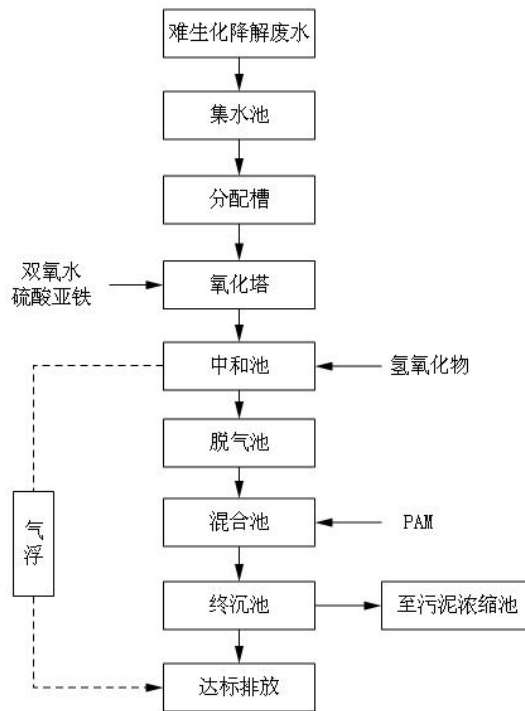 难生化降解废水
集水池
分配槽
双氧水
硫酸亚铁
氧化塔
中和池
氢氧化物
脱气池
气
浮
混合池
PAM
终沉池
至污泥浓缩池
达标排放